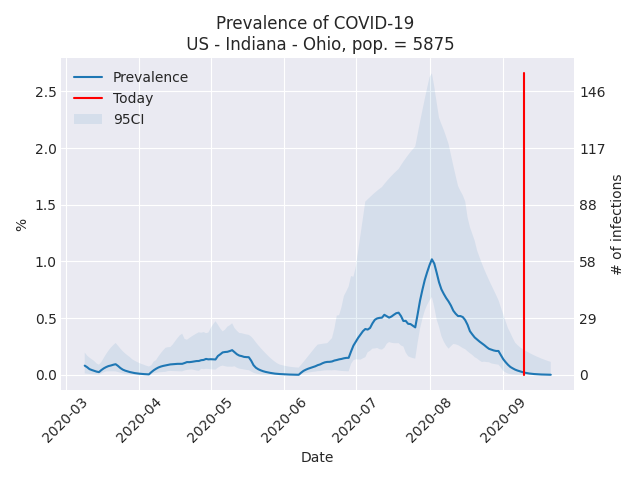 Prevalence of COVID-19
US - Indiana - Ohio, pop. = 5875
Prevalence
Today
95CI
%
2.5
2.0
1.5
1.0
0.5
0.0
146
117
88
58
29
0
# of infections
2020-03
2020-04
2020-05
2020-06
2020-07
2020-08
2020-09
Date